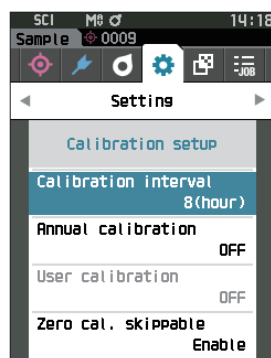 SCI M 14:18
Sample 0009
JOB
Setting
Calibration setup
Calibration interval
8(hour)
Annual calibration
OFF
User calibration
OFF
Zero cal. skippable
Enable